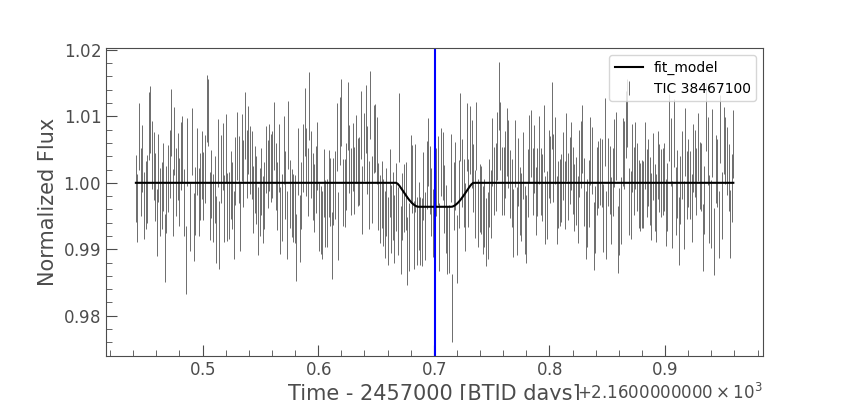 1.02
1.01
1.00
0.99
0.98
Normalized Flux
fit_model
TIC 38467100
0.5 0.6 0.7 0.8 0.9
Time - 2457000 [BTJD days]
+2.1600000000 × 10³